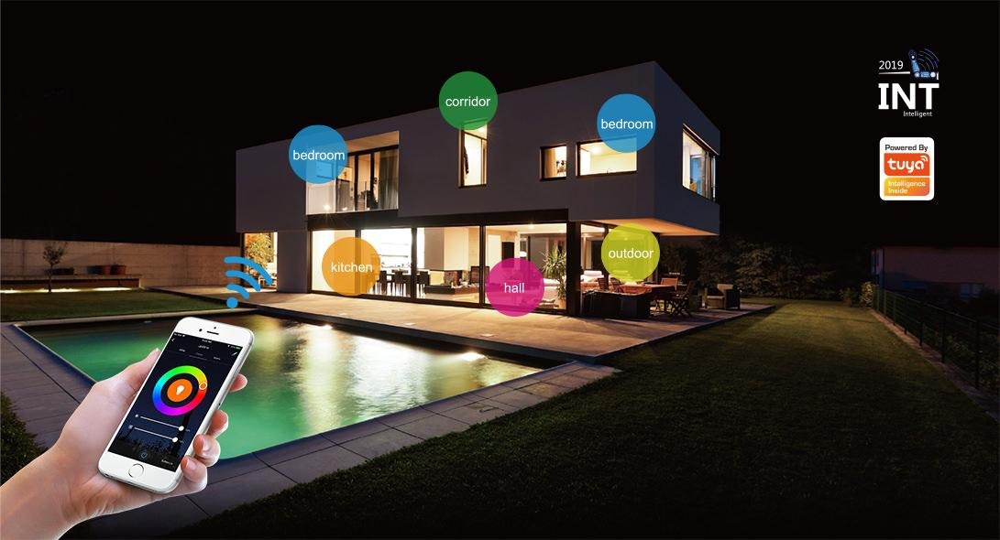 corridor
bedroom
bedroom
kitchen
hall
outdoor
2019
INT
Intelligent
Powered By
tuya
Intelligence
Inside